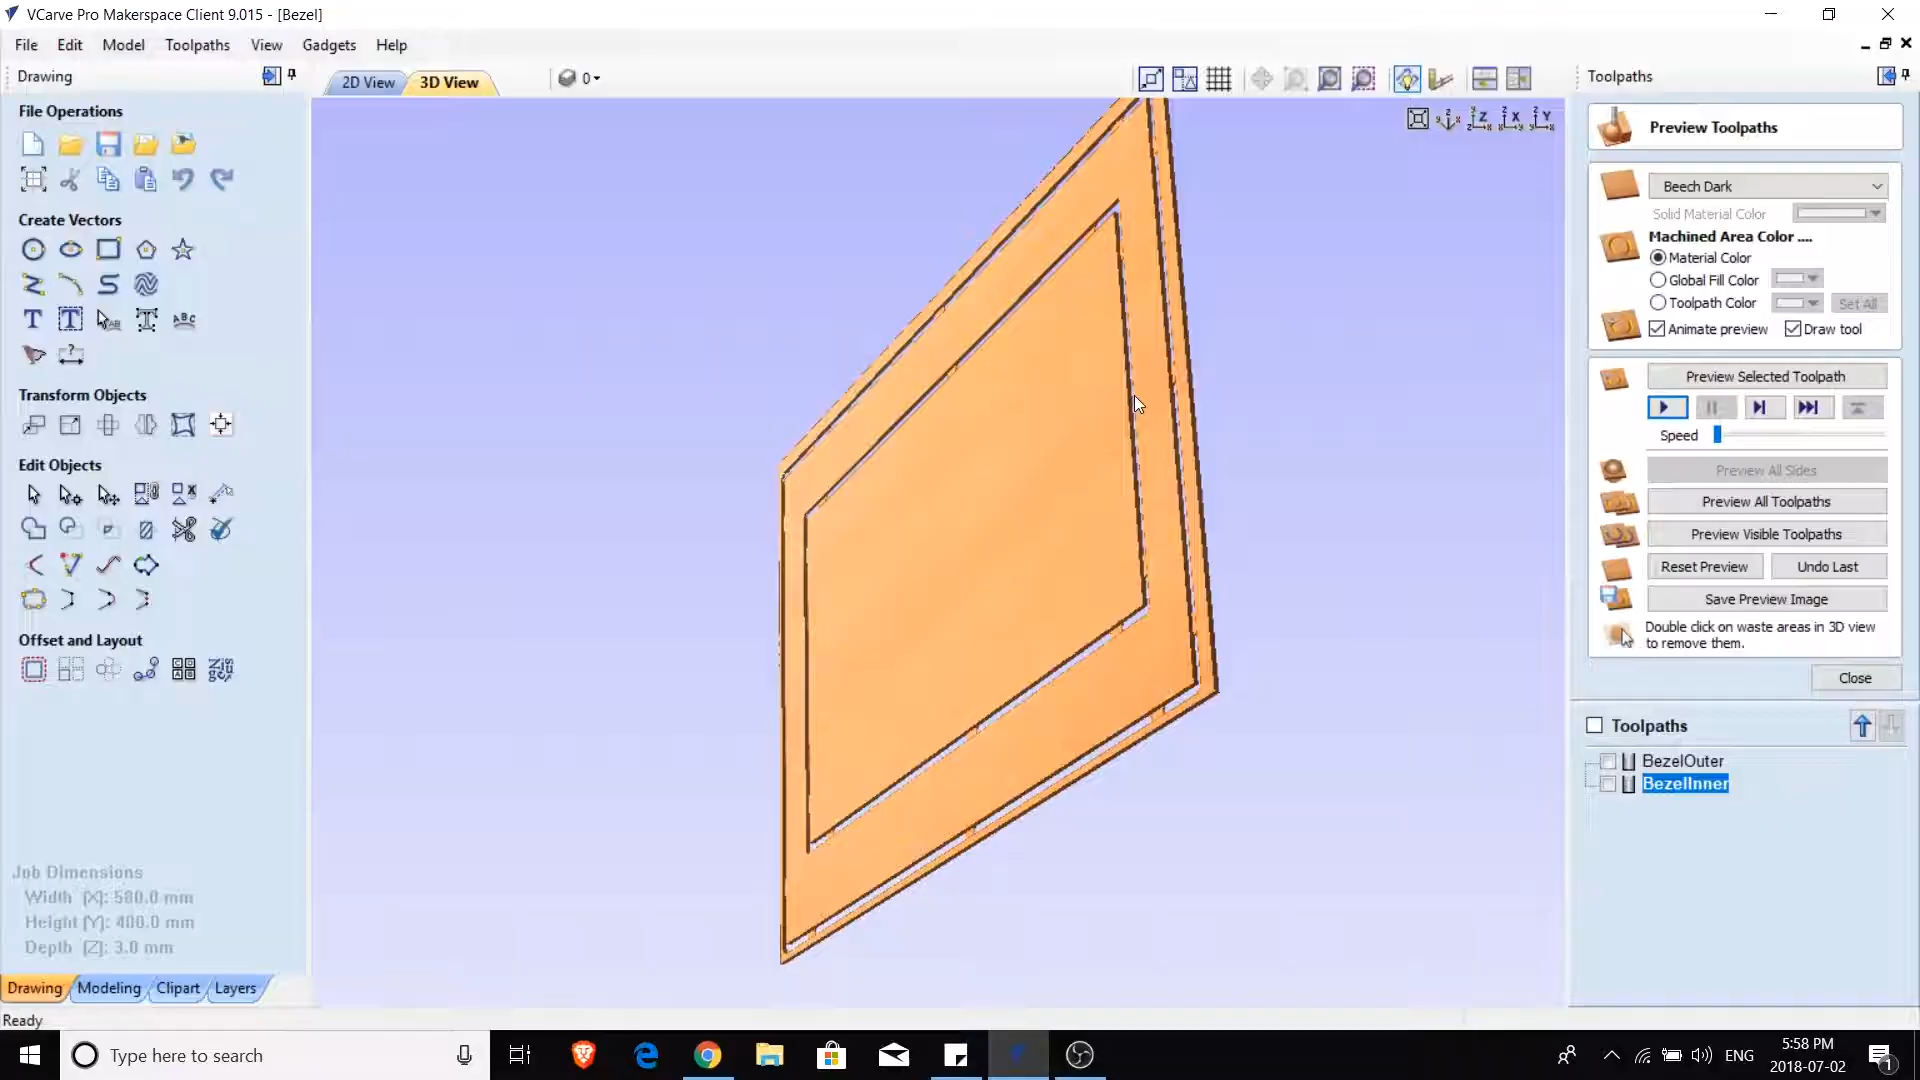 VCarve Pro Makerspace Client 9.015 - [Bezel]
File Edit Model Toolpaths View Gadgets Help
Drawing
File Operations
Create Vectors
Transform Objects
Edit Objects
Offset and Layout
Job Dimensions
Width [X]: 580.0 mm
Height [Y]: 400.0 mm
Depth [Z]: 3.0 mm
Drawing Modeling Clipart Layers
Ready
2D View 3D View
0
Toolpaths
Preview Toolpaths
Beech Dark
Solid Material Color
Machined Area Color ....
Material Color
Global Fill Color
Toolpath Color Set All
Animate preview Draw tool
Preview Selected Toolpath
Speed
Preview All Sides
Preview All Toolpaths
Preview Visible Toolpaths
Reset Preview Undo Last
Save Preview Image
Double click on waste areas in 3D view
to remove them.
Close
Toolpaths
BezelOuter
BezelInner
Type here to search
ENG
5:58 PM
2018-07-02
1